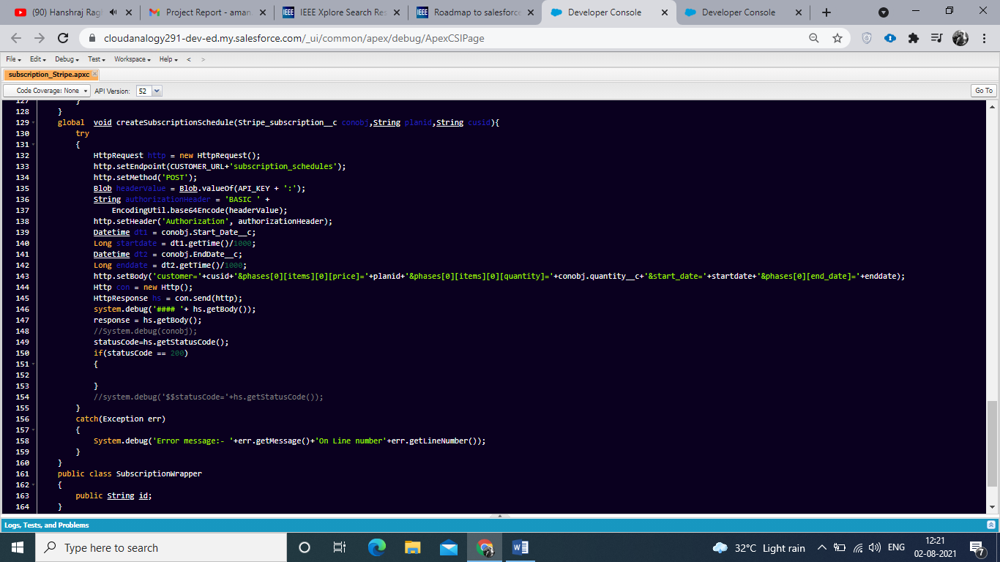 (90) Hanshraj Rag
Project Report - aman
IEEE Xplore Search Res
Roadmap to salesforce
Developer Console
Developer Console
cloudanalogy291-dev-ed.my.salesforce.com/_ui/common/apex/debug/ApexCSIPage
File Edit Debug Test Workspace Help < >
subscription_Stripe.apxc
Code Coverage: None API Version: 52 Go To
127 }
128 }
129 global void createSubscriptionSchedule(Stripe_subscription__c conobj,String planid,String cusid){
130 try
131 {
132 HttpRequest http = new HttpRequest();
133 http.setEndpoint(CUSTOMER_URL+'subscription_schedules');
134 http.setMethod('POST');
135 Blob headerValue = Blob.valueOf(API_KEY + ':');
136 String authorizationHeader = 'BASIC ' +
137 EncodingUtil.base64Encode(headerValue);
138 http.setHeader('Authorization', authorizationHeader);
139 Datetime dt1 = conobj.Start_Date__c;
140 Long startdate = dt1.getTime()/1000;
141 Datetime dt2 = conobj.EndDate__c;
142 Long enddate = dt2.getTime()/1000;
143 http.setBody('customer='+cusid+'&phases[0][items][0][price]='+planid+'&phases[0][items][0][quantity]='+conobj.quantity__c+'&start_date='+startdate+'&phases[0][end_date]='+enddate);
144 Http con = new Http();
145 HttpResponse hs = con.send(http);
146 system.debug('#### '+ hs.getBody());
147 response = hs.getBody();
148 //System.debug(conobj);
149 statusCode=hs.getStatusCode();
150 if(statusCode == 200)
151 {
152
153 }
154 //system.debug('$$statusCode='+hs.getStatusCode());
155 }
156 catch(Exception err)
157 {
158 System.debug('Error message:- '+err.getMessage()+'On Line number'+err.getLineNumber());
159 }
160 }
161 public class SubscriptionWrapper
162 {
163 public String id;
164 }
Logs, Tests, and Problems
Type here to search
32°C Light rain
ENG
12:21
02-08-2021
7